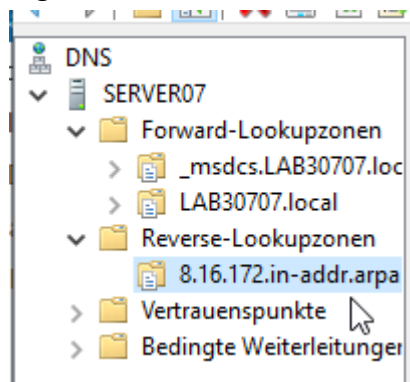 DNS
SERVER07
Forward-Lookupzonen
_msdcs.LAB30707.loc
LAB30707.local
Reverse-Lookupzonen
8.16.172.in-addr.arpa
Vertrauenspunkte
Bedingte Weiterleitunger